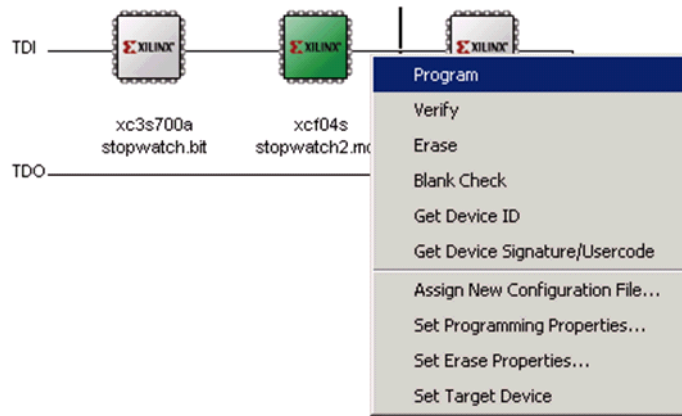 TDI
XILINX
XILINX
XILINX
xc3s700a
stopwatch.bit
xcf04s
TDO
Program
Verify
Erase
Blank Check
Get Device ID
Get Device Signature/Usercode
Assign New Configuration File...
Set Programming Properties...
Set Erase Properties...
Set Target Device